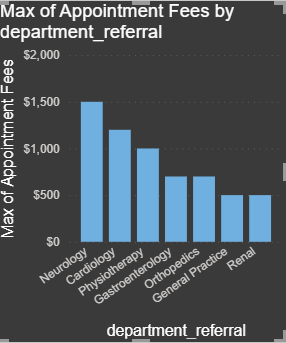 Max of Appointment Fees by
department_referral
Max of Appointment Fees
$2,000
$1,500
$1,000
$500
$0
Neurology
Cardiology
Physiotherapy
Gastroenterology
Orthopedics
General Practice
Renal
department_referral